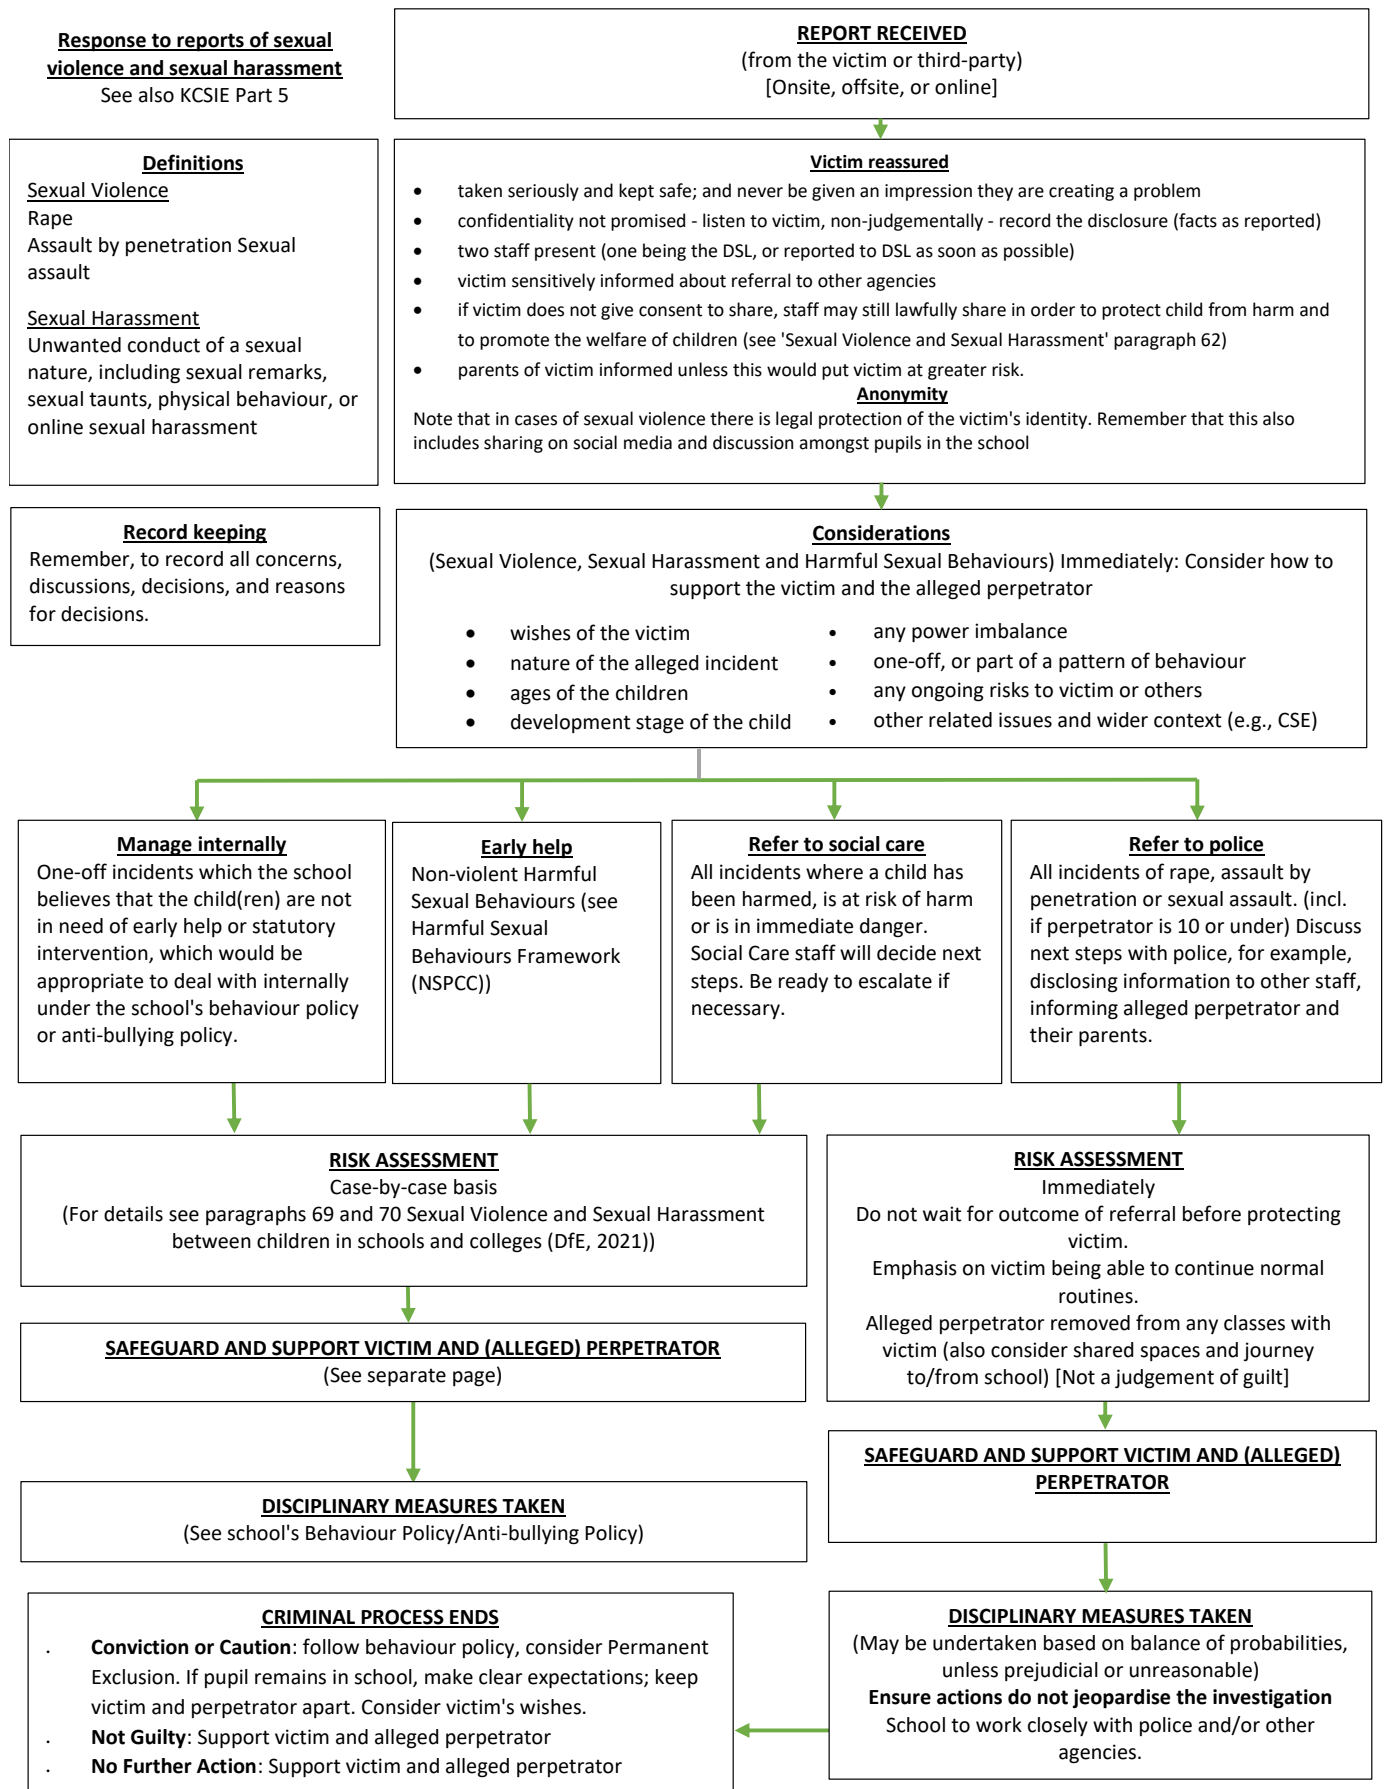 Response to reports of sexual
violence and sexual harassment
See also KCSIE Part 5
REPORT RECEIVED
(from the victim or third-party)
[Onsite, offsite, or online]
Definitions
Sexual Violence
Rape
Assault by penetration Sexual
assault
Sexual Harassment
Unwanted conduct of a sexual
nature, including sexual remarks,
sexual taunts, physical behaviour, or
online sexual harassment
Victim reassured
• taken seriously and kept safe; and never be given an impression they are creating a problem
• confidentiality not promised - listen to victim, non-judgementally - record the disclosure (facts as reported)
• two staff present (one being the DSL, or reported to DSL as soon as possible)
• victim sensitively informed about referral to other agencies
• if victim does not give consent to share, staff may still lawfully share in order to protect child from harm and
to promote the welfare of children (see 'Sexual Violence and Sexual Harassment' paragraph 62)
• parents of victim informed unless this would put victim at greater risk.
Anonymity
Note that in cases of sexual violence there is legal protection of the victim's identity. Remember that this also
includes sharing on social media and discussion amongst pupils in the school
Record keeping
Remember, to record all concerns,
discussions, decisions, and reasons
for decisions.
Considerations
(Sexual Violence, Sexual Harassment and Harmful Sexual Behaviours) Immediately: Consider how to
support the victim and the alleged perpetrator
• wishes of the victim
• nature of the alleged incident
• ages of the children
• development stage of the child
• any power imbalance
• one-off, or part of a pattern of behaviour
• any ongoing risks to victim or others
• other related issues and wider context (e.g., CSE)
Manage internally
One-off incidents which the school
believes that the child(ren) are not
in need of early help or statutory
intervention, which would be
appropriate to deal with internally
under the school's behaviour policy
or anti-bullying policy.
Early help
Non-violent Harmful
Sexual Behaviours (see
Harmful Sexual
Behaviours Framework
(NSPCC))
Refer to social care
All incidents where a child has
been harmed, is at risk of harm
or is in immediate danger.
Social Care staff will decide next
steps. Be ready to escalate if
necessary.
Refer to police
All incidents of rape, assault by
penetration or sexual assault. (incl.
if perpetrator is 10 or under) Discuss
next steps with police, for example,
disclosing information to other staff,
informing alleged perpetrator and
their parents.
RISK ASSESSMENT
Case-by-case basis
(For details see paragraphs 69 and 70 Sexual Violence and Sexual Harassment
between children in schools and colleges (DfE, 2021))
RISK ASSESSMENT
Immediately
Do not wait for outcome of referral before protecting
victim.
Emphasis on victim being able to continue normal
routines.
Alleged perpetrator removed from any classes with
victim (also consider shared spaces and journey
to/from school) [Not a judgement of guilt]
SAFEGUARD AND SUPPORT VICTIM AND (ALLEGED) PERPETRATOR
(See separate page)
SAFEGUARD AND SUPPORT VICTIM AND (ALLEGED)
PERPETRATOR
DISCIPLINARY MEASURES TAKEN
(See school's Behaviour Policy/Anti-bullying Policy)
DISCIPLINARY MEASURES TAKEN
(May be undertaken based on balance of probabilities,
unless prejudicial or unreasonable)
Ensure actions do not jeopardise the investigation
School to work closely with police and/or other
agencies.
CRIMINAL PROCESS ENDS
· Conviction or Caution: follow behaviour policy, consider Permanent
Exclusion. If pupil remains in school, make clear expectations; keep
victim and perpetrator apart. Consider victim's wishes.
· Not Guilty: Support victim and alleged perpetrator
· No Further Action: Support victim and alleged perpetrator